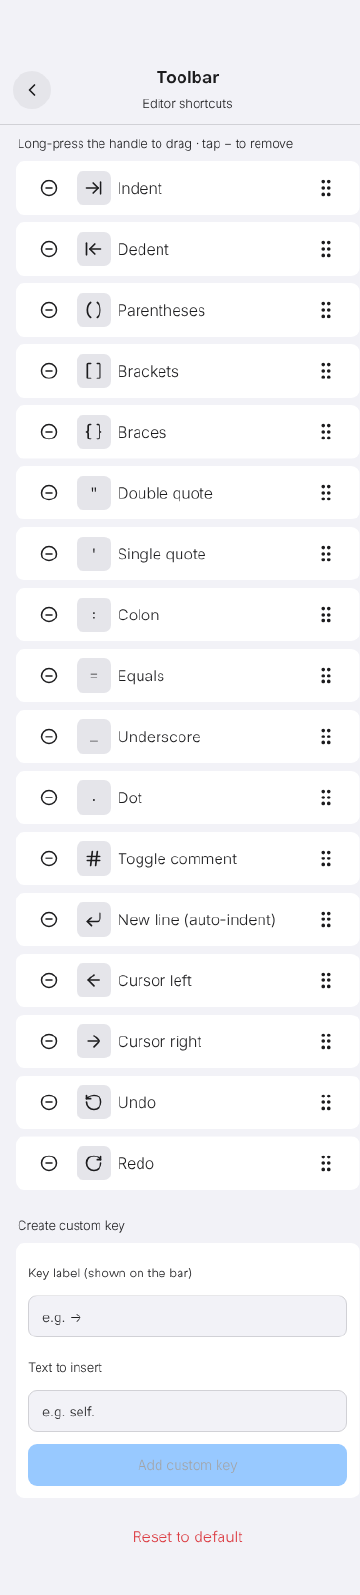 Toolbar
Editor shortcuts
Long-press the handle to drag · tap – to remove
Indent
Dedent
( ) Parentheses
[ ] Brackets
{ } Braces
" Double quote
' Single quote
: Colon
= Equals
_ Underscore
. Dot
# Toggle comment
New line (auto-indent)
Cursor left
Cursor right
Undo
Redo
Create custom key
Key label (shown on the bar)
e.g. →
Text to insert
e.g. self.
Add custom key
Reset to default